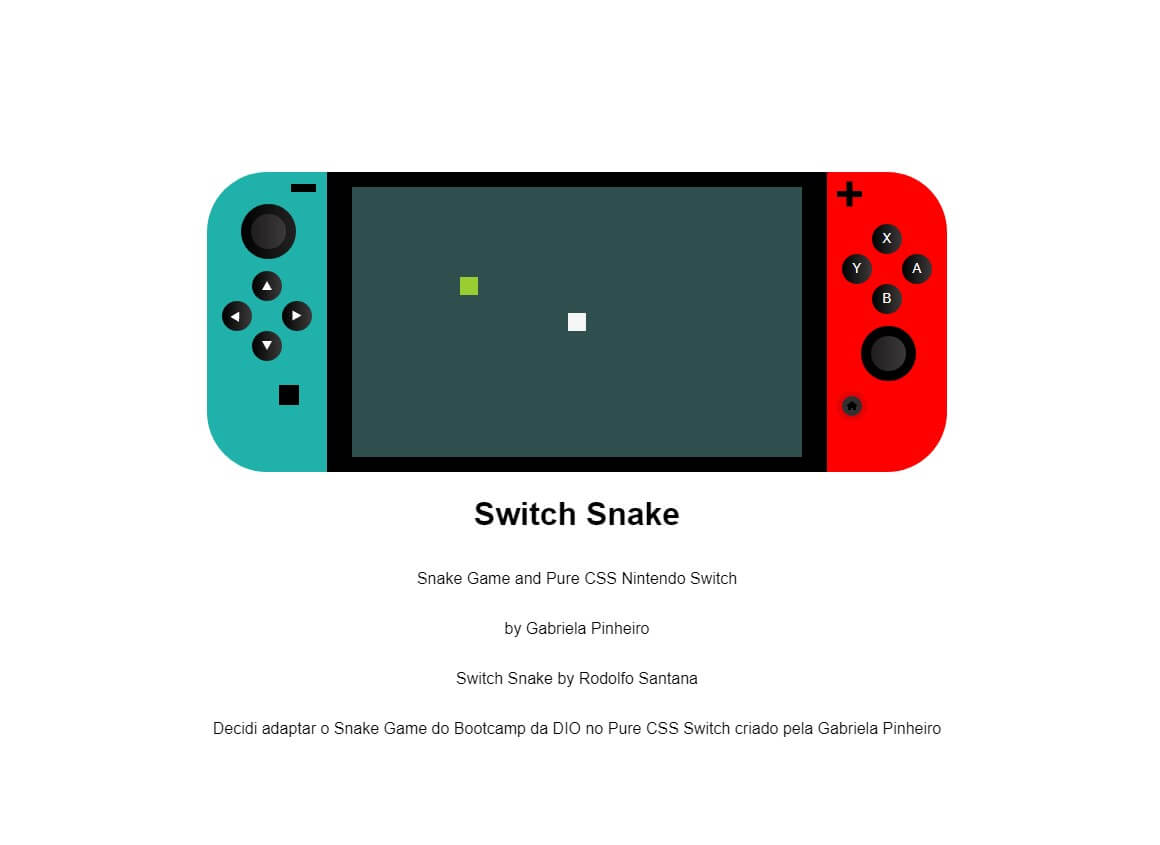 X
Y A
B
Switch Snake
Snake Game and Pure CSS Nintendo Switch
by Gabriela Pinheiro
Switch Snake by Rodolfo Santana
Decidi adaptar o Snake Game do Bootcamp da DIO no Pure CSS Switch criado pela Gabriela Pinheiro